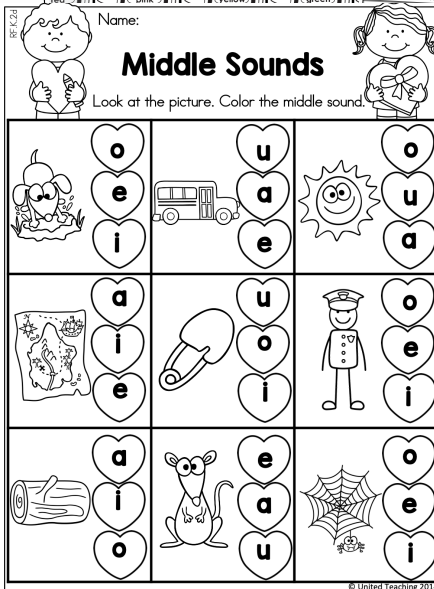 RF.K.2d
Name:
Middle Sounds
Look at the picture. Color the middle sound.
o
e
i
u
a
e
o
u
a
a
i
e
u
o
i
o
e
i
a
i
o
e
a
u
o
e
i
© United Teaching 201